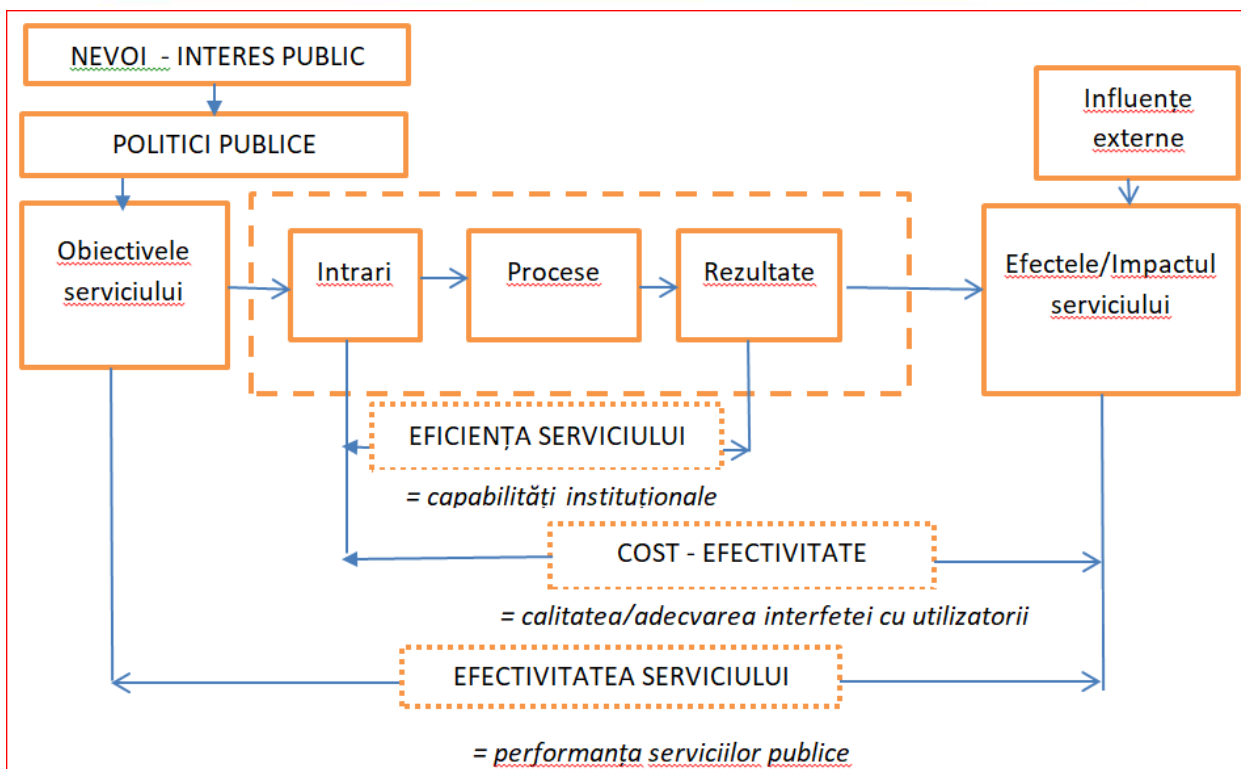 NEVOI - INTERES PUBLIC
POLITICI PUBLICE
Influențe
externe
Obiectivele
serviciului
Intrari
Procese
Rezultate
Efectele/Impactul
serviciului
EFICIENȚA SERVICIULUI
= capabilități instituționale
COST - EFECTIVITATE
= calitatea/adecvarea interfetei cu utilizatorii
EFECTIVITATEA SERVICIULUI
= performanța serviciilor publice